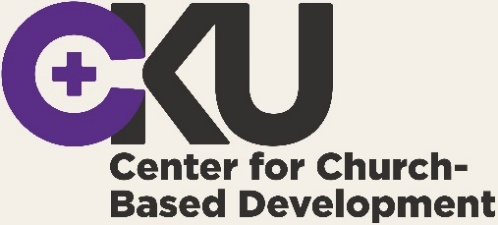 CKU
Center for Church-
Based Development